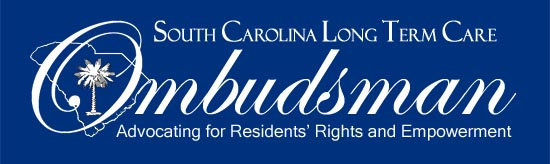 South Carolina Long Term Care
Ombudsman
Advocating for Residents' Rights and Empowerment